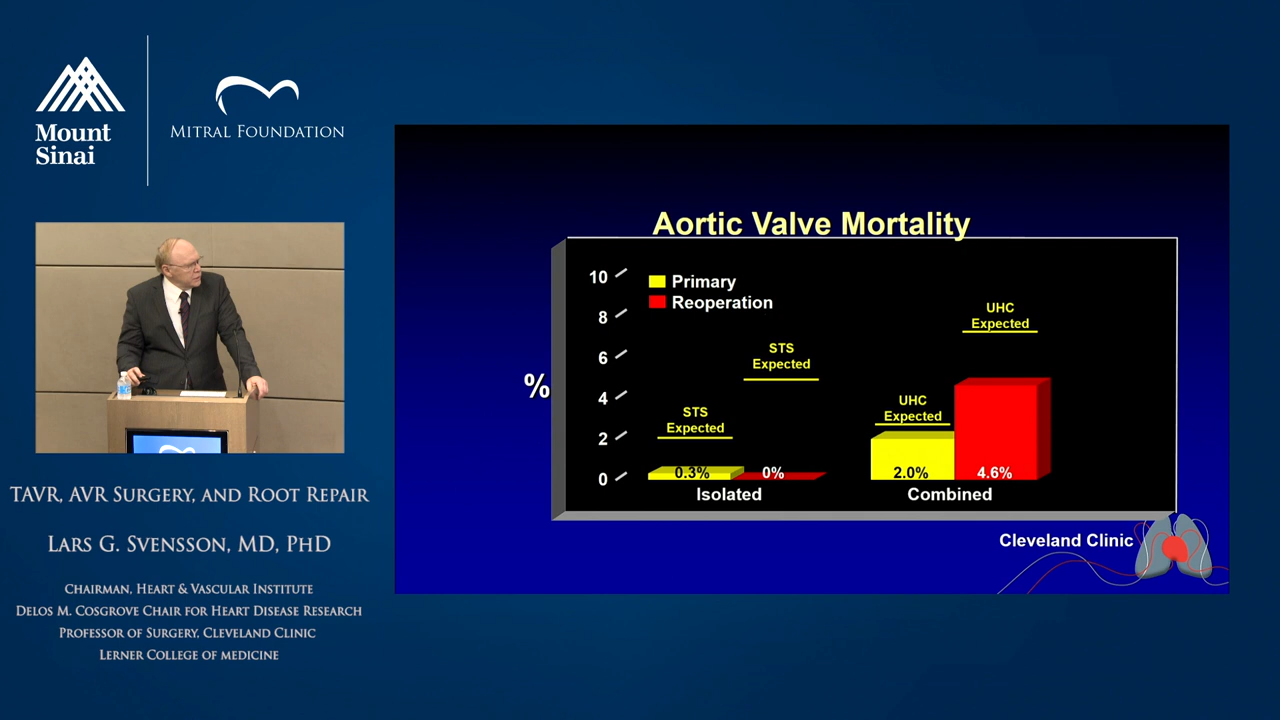 Mount
Sinai
MITRAL FOUNDATION
TAVR, AVR SURGERY, AND ROOT REPAIR
LARS G. SVENSSON, MD, PHD
CHAIRMAN, HEART & VASCULAR INSTITUTE
DELOS M. COSGROVE CHAIR FOR HEART DISEASE RESEARCH
PROFESSOR OF SURGERY, CLEVELAND CLINIC
LERNER COLLEGE OF MEDICINE
Aortic Valve Mortality
%
10
8
6
4
2
0
Primary
Reoperation
STS
Expected
STS
Expected
UHC
Expected
UHC
Expected
0.3%
0%
2.0%
4.6%
Isolated
Combined
Cleveland Clinic